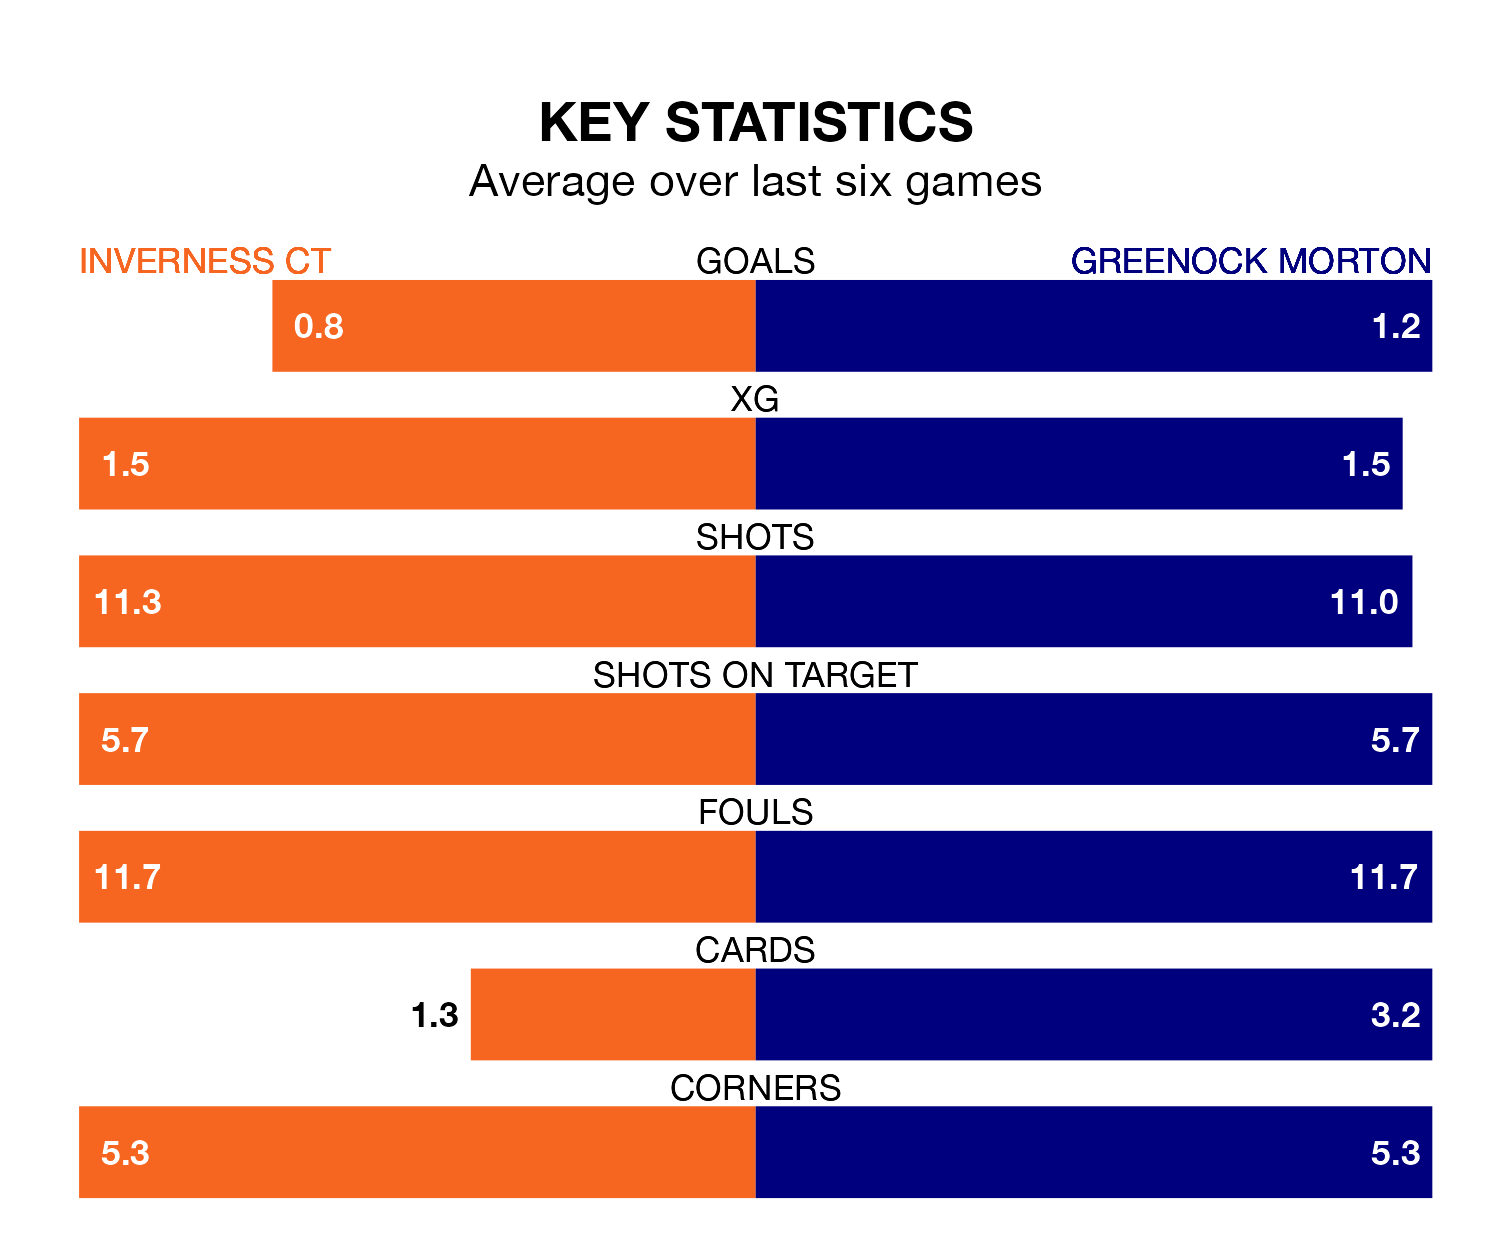 KEY STATISTICS
Average over last six games
INVERNESS CT GOALS GREENOCK MORTON
0.8 1.2
XG
1.5 1.5
SHOTS
11.3 11.0
SHOTS ON TARGET
5.7 5.7
FOULS
11.7 11.7
CARDS
1.3 3.2
CORNERS
5.3 5.3